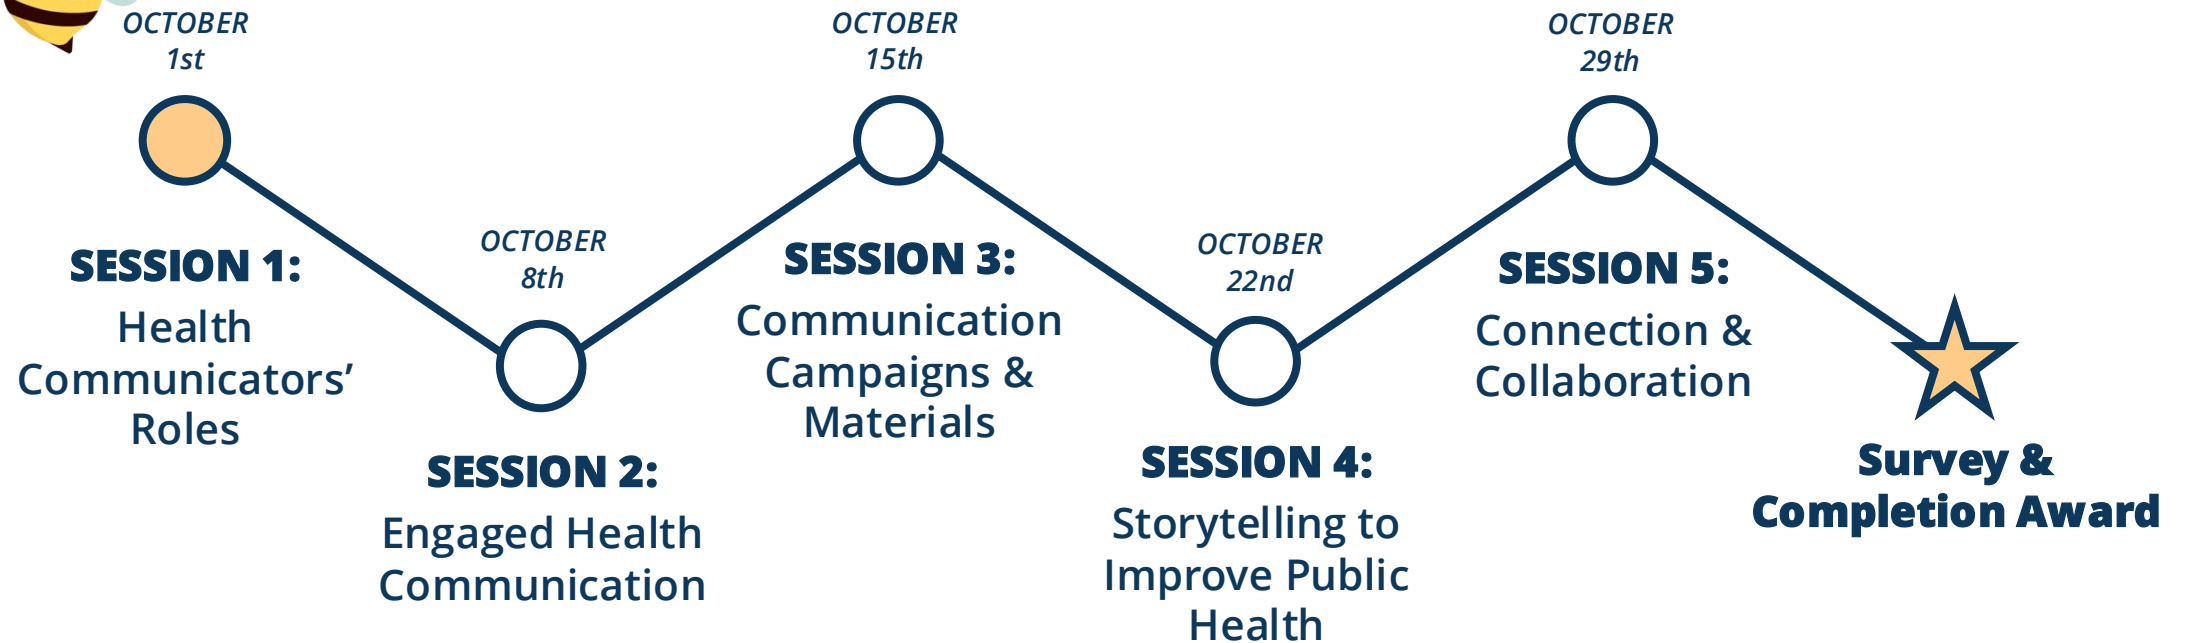 OCTOBER
1st
SESSION 1:
Health
Communicators’
Roles
OCTOBER
8th
SESSION 2:
Engaged Health
Communication
OCTOBER
15th
SESSION 3:
Communication
Campaigns &
Materials
OCTOBER
22nd
SESSION 4:
Storytelling to
Improve Public
Health
OCTOBER
29th
SESSION 5:
Connection &
Collaboration
Survey &
Completion Award